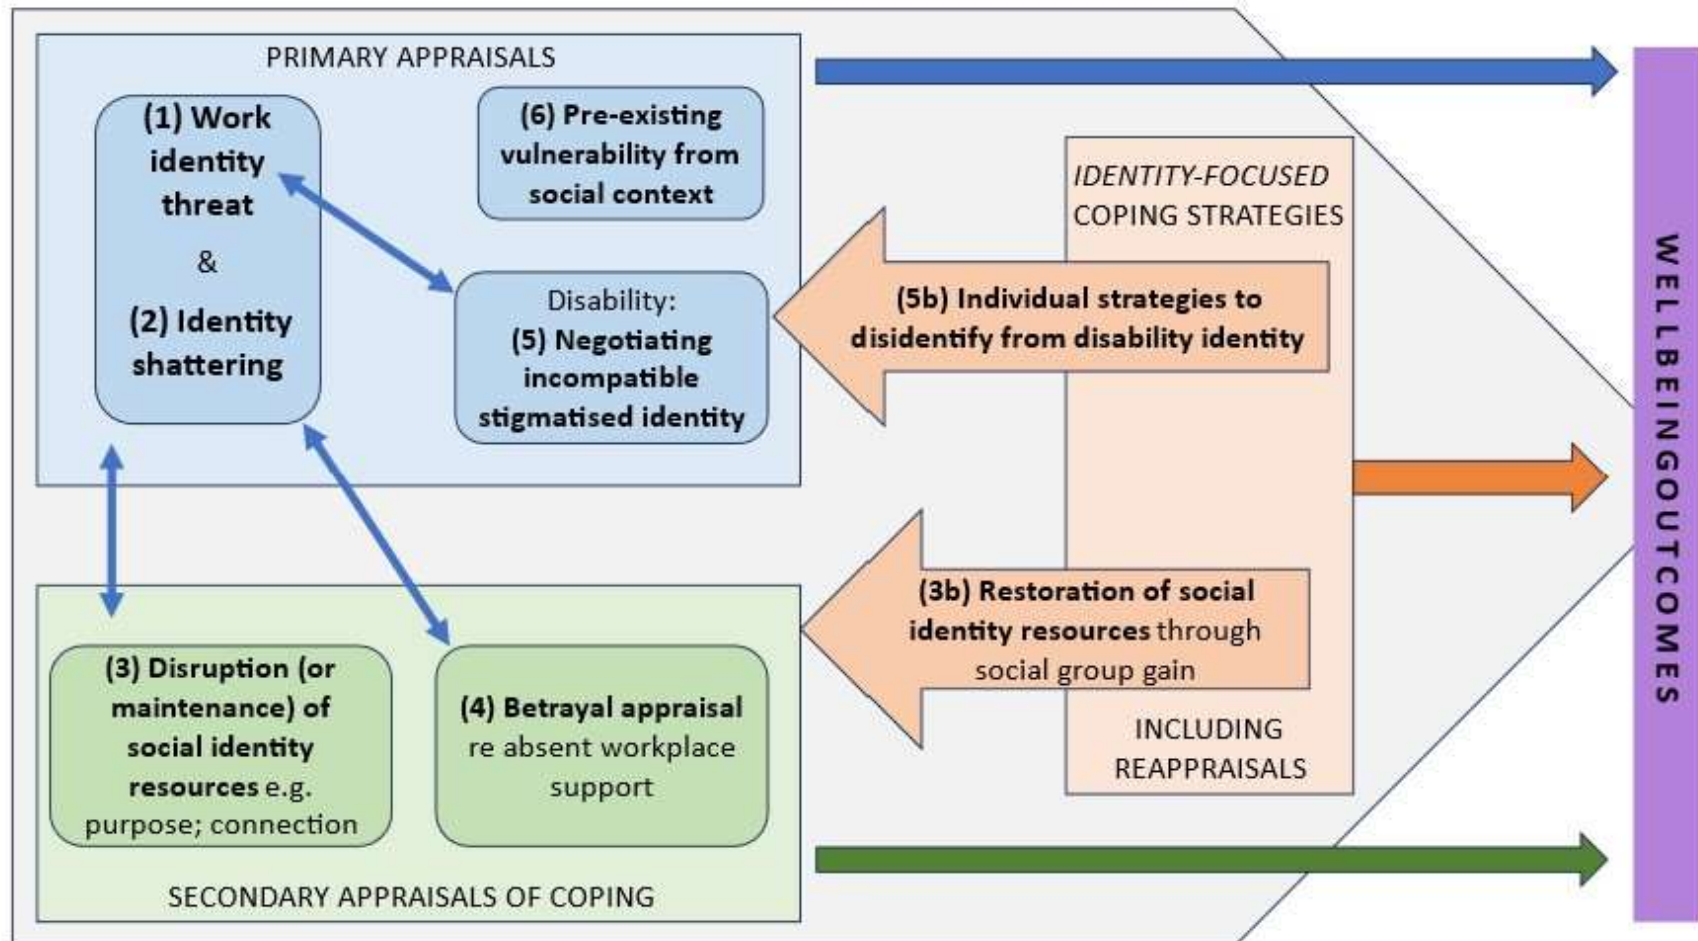 PRIMARY APPRAISALS
(1) Work
identity
threat
&
(2) Identity
shattering
(6) Pre-existing
vulnerability from
social context
Disability:
(5) Negotiating
incompatible
stigmatised identity
IDENTITY-FOCUSED
COPING STRATEGIES
(5b) Individual strategies to
disidentify from disability identity
(3b) Restoration of social
identity resources through
social group gain
INCLUDING
REAPPRAISALS
(3) Disruption (or
maintenance) of
social identity
resources e.g.
purpose; connection
(4) Betrayal appraisal
re absent workplace
support
SECONDARY APPRAISALS OF COPING
WELLBEINGOUTCOMES